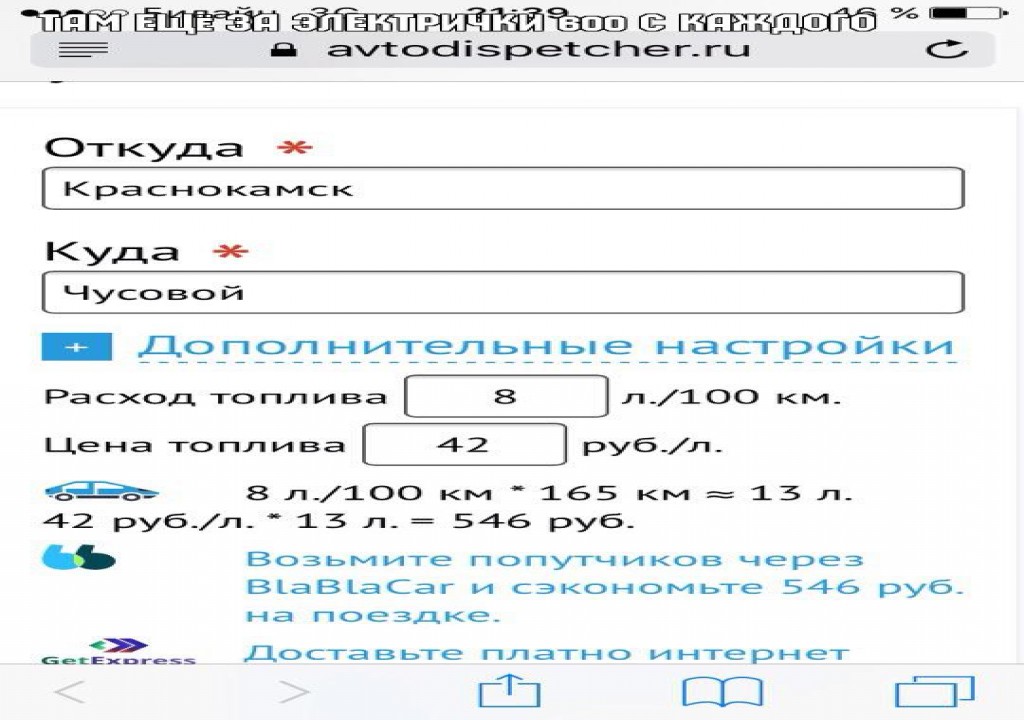 ТАМ ЕЩЕ ЗА ЭЛЕКТРИЧКИ 800 С КАЖДОГО
avtodispetcher.ru
Откуда *
Краснокамск
Куда *
Чусовой
+ Дополнительные настройки
Расход топлива 8 л./100 км.
Цена топлива 42 руб./л.
8 л./100 км * 165 км ≈ 13 л.
42 руб./л. * 13 л. = 546 руб.
Возьмите попутчиков через
BlaBlaCar и сэкономьте 546 руб.
на поездке.
GetExpress
Доставьте платно интернет